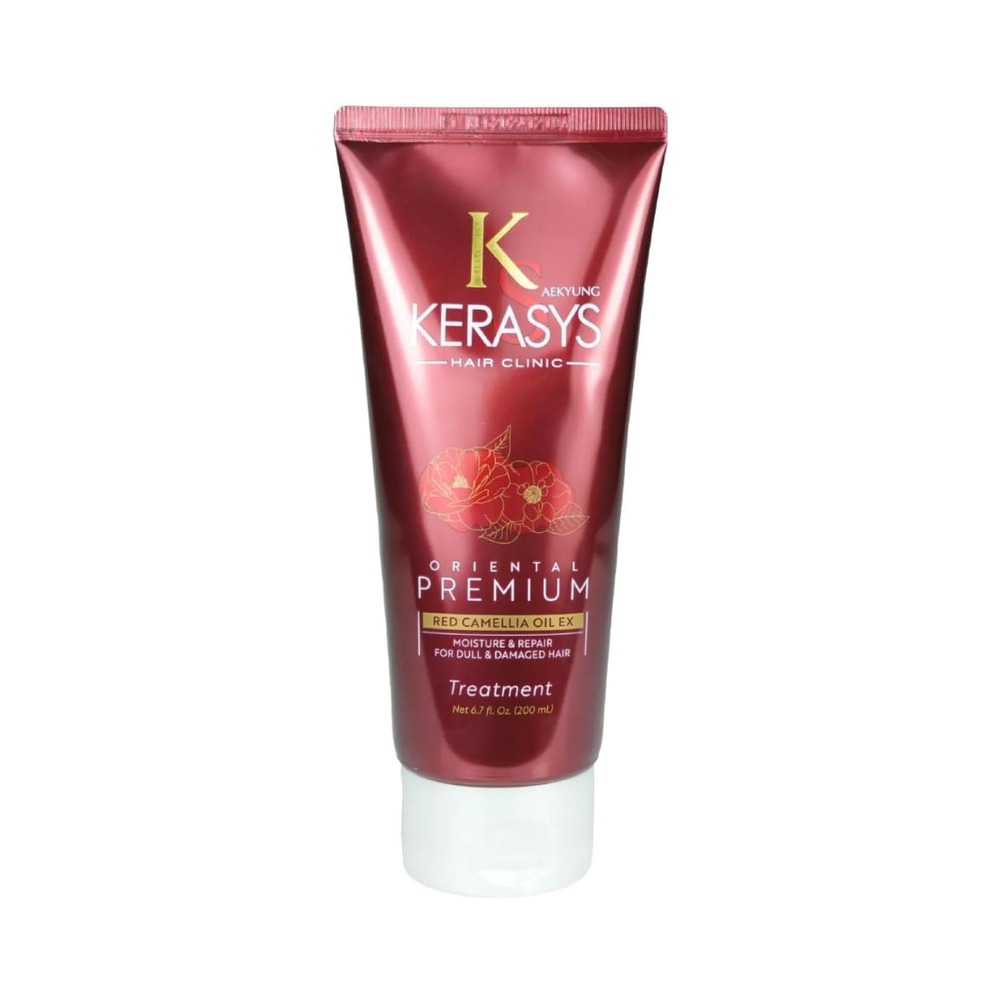 K
S
AEKYUNG
KERASYS
HAIR CLINIC
ORIENTAL
PREMIUM
RED CAMELLIA OIL EX
MOISTURE & REPAIR
FOR DULL & DAMAGED HAIR
Treatment
Net 6.7 fl. Oz. (200 mL)